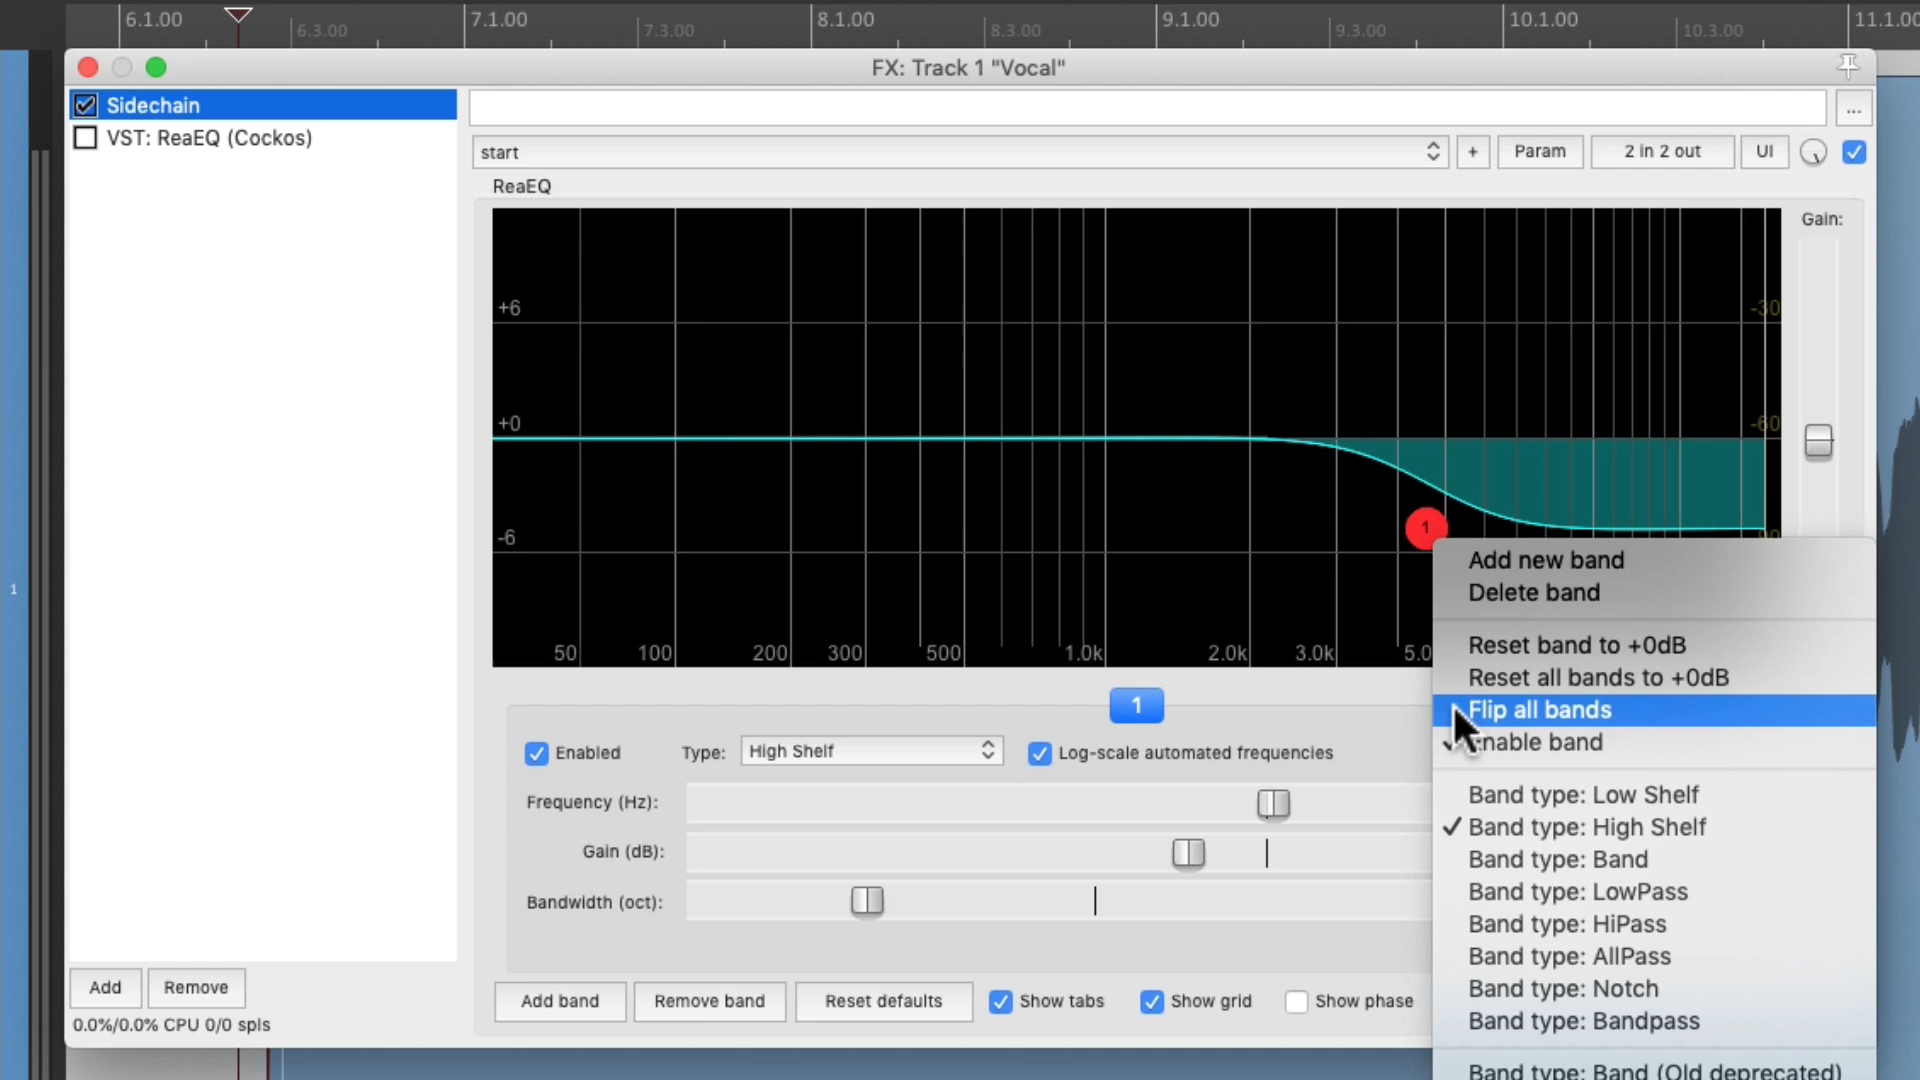 6.1.00
6.3.00
7.1.00
7.3.00
8.1.00
8.3.00
9.1.00
9.3.00
10.1.00
10.3.00
11.1.00
FX: Track 1 "Vocal"
Sidechain
VST: ReaEQ (Cockos)
...
start
+
Param
2 in 2 out
UI
ReaEQ
Gain:
+6
-30
+0
-60
-6
1
1
50
100
200
300
500
1.0k
2.0k
3.0k
5.0
Add new band
Delete band
Reset band to +0dB
Reset all bands to +0dB
Flip all bands
Enable band
Band type: Low Shelf
Band type: High Shelf
Band type: Band
Band type: LowPass
Band type: HiPass
Band type: AllPass
Band type: Notch
Band type: Bandpass
Band type: Band (Old deprecated)
1
Enabled
Type:
High Shelf
Log-scale automated frequencies
Frequency (Hz):
Gain (dB):
Bandwidth (oct):
Add
Remove
Add band
Remove band
Reset defaults
Show tabs
Show grid
Show phase
0.0%/0.0% CPU 0/0 spls